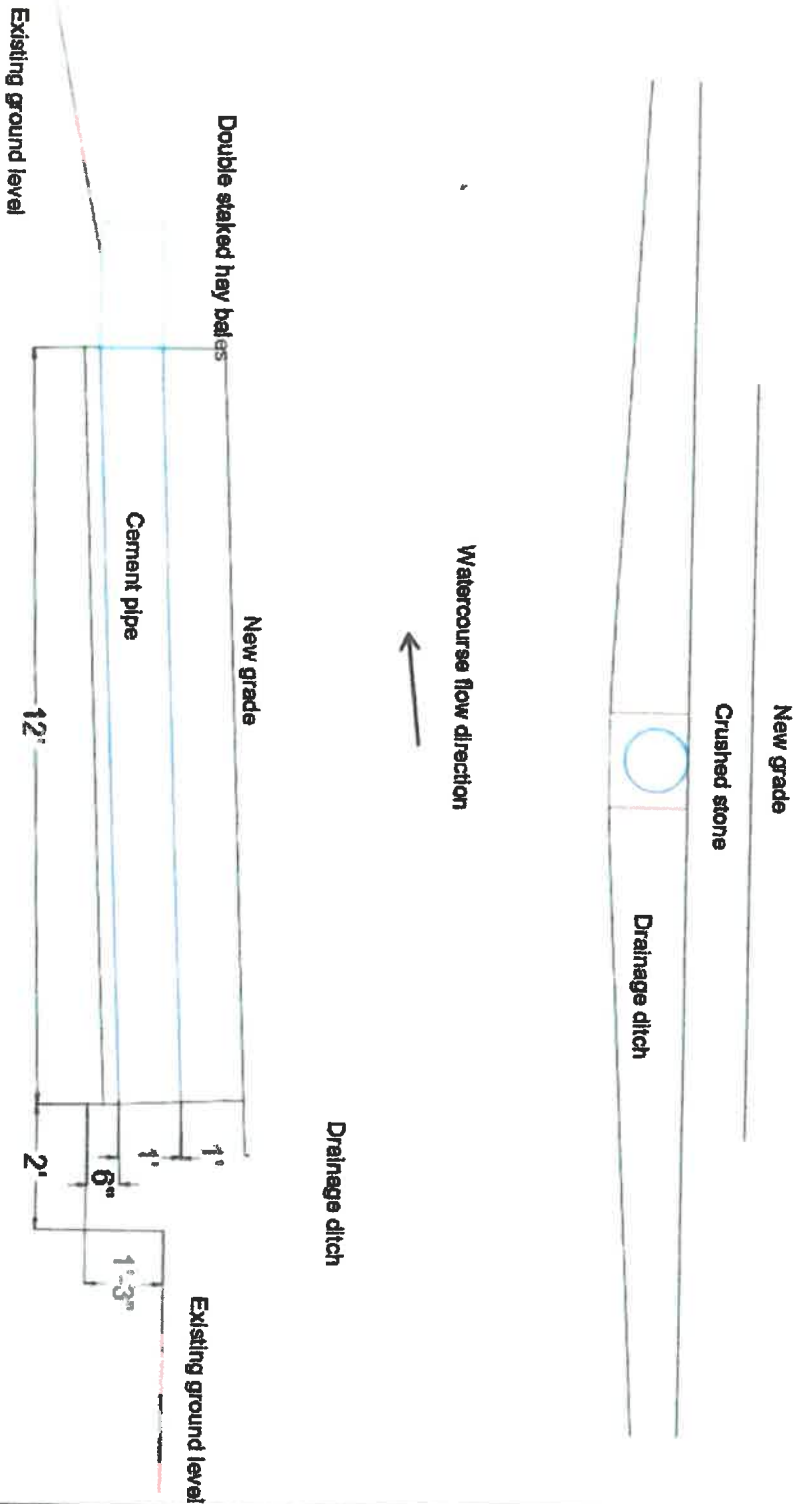 New grade
Crushed stone
Drainage ditch
Watercourse flow direction
Drainage ditch
Double staked hay bales
New grade
Existing ground level
Cement pipe
1'
1'
6"
1'-3"
Existing ground level
12'
2'